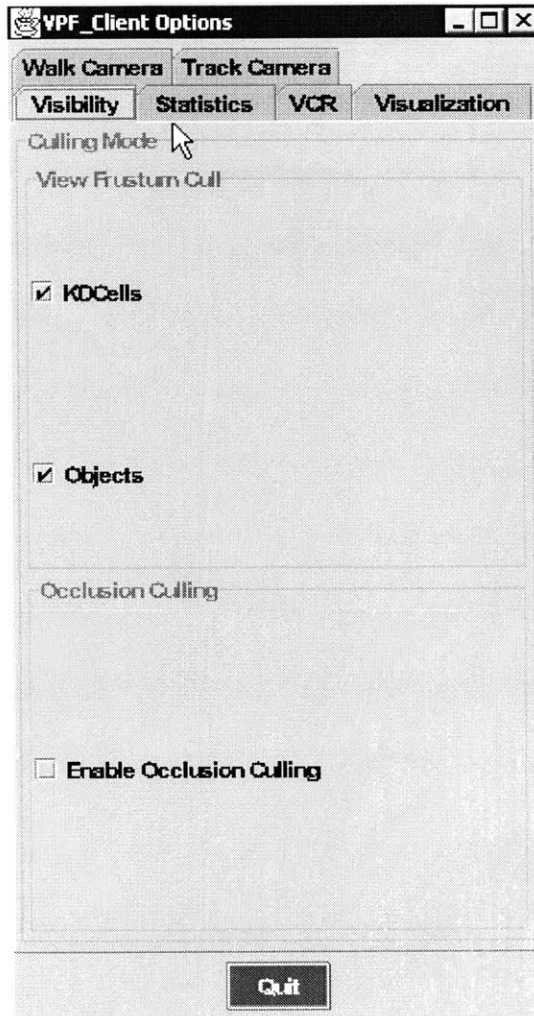 VPF_Client Options
Walk Camera Track Camera
Visibility Statistics VCR Visualization
Culling Mode
View Frustum Cull
KDCells
Objects
Occlusion Culling
Enable Occlusion Culling
Quit